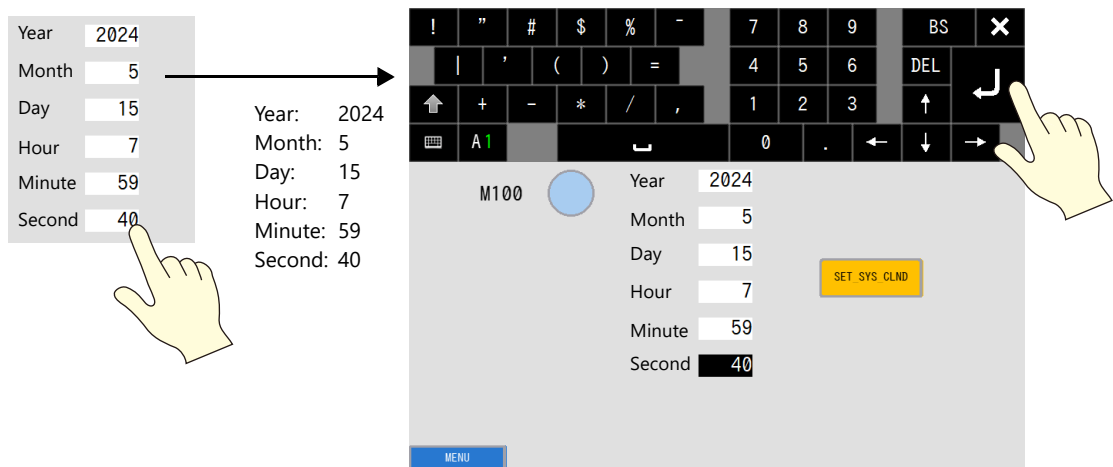 Year 2024
Month 5
Day 15
Hour 7
Minute 59
Second 40
Year: 2024
Month: 5
Day: 15
Hour: 7
Minute: 59
Second: 40
! ” # $ % ¯ 7 8 9 BS ×
| ’ ( ) = 4 5 6 DEL
+ - * / , 1 2 3 ↑
A1 0 . ← ↓ →
M100
Year 2024
Month 5
Day 15
Hour 7
Minute 59
Second 40
SET_SYS_CLND
MENU